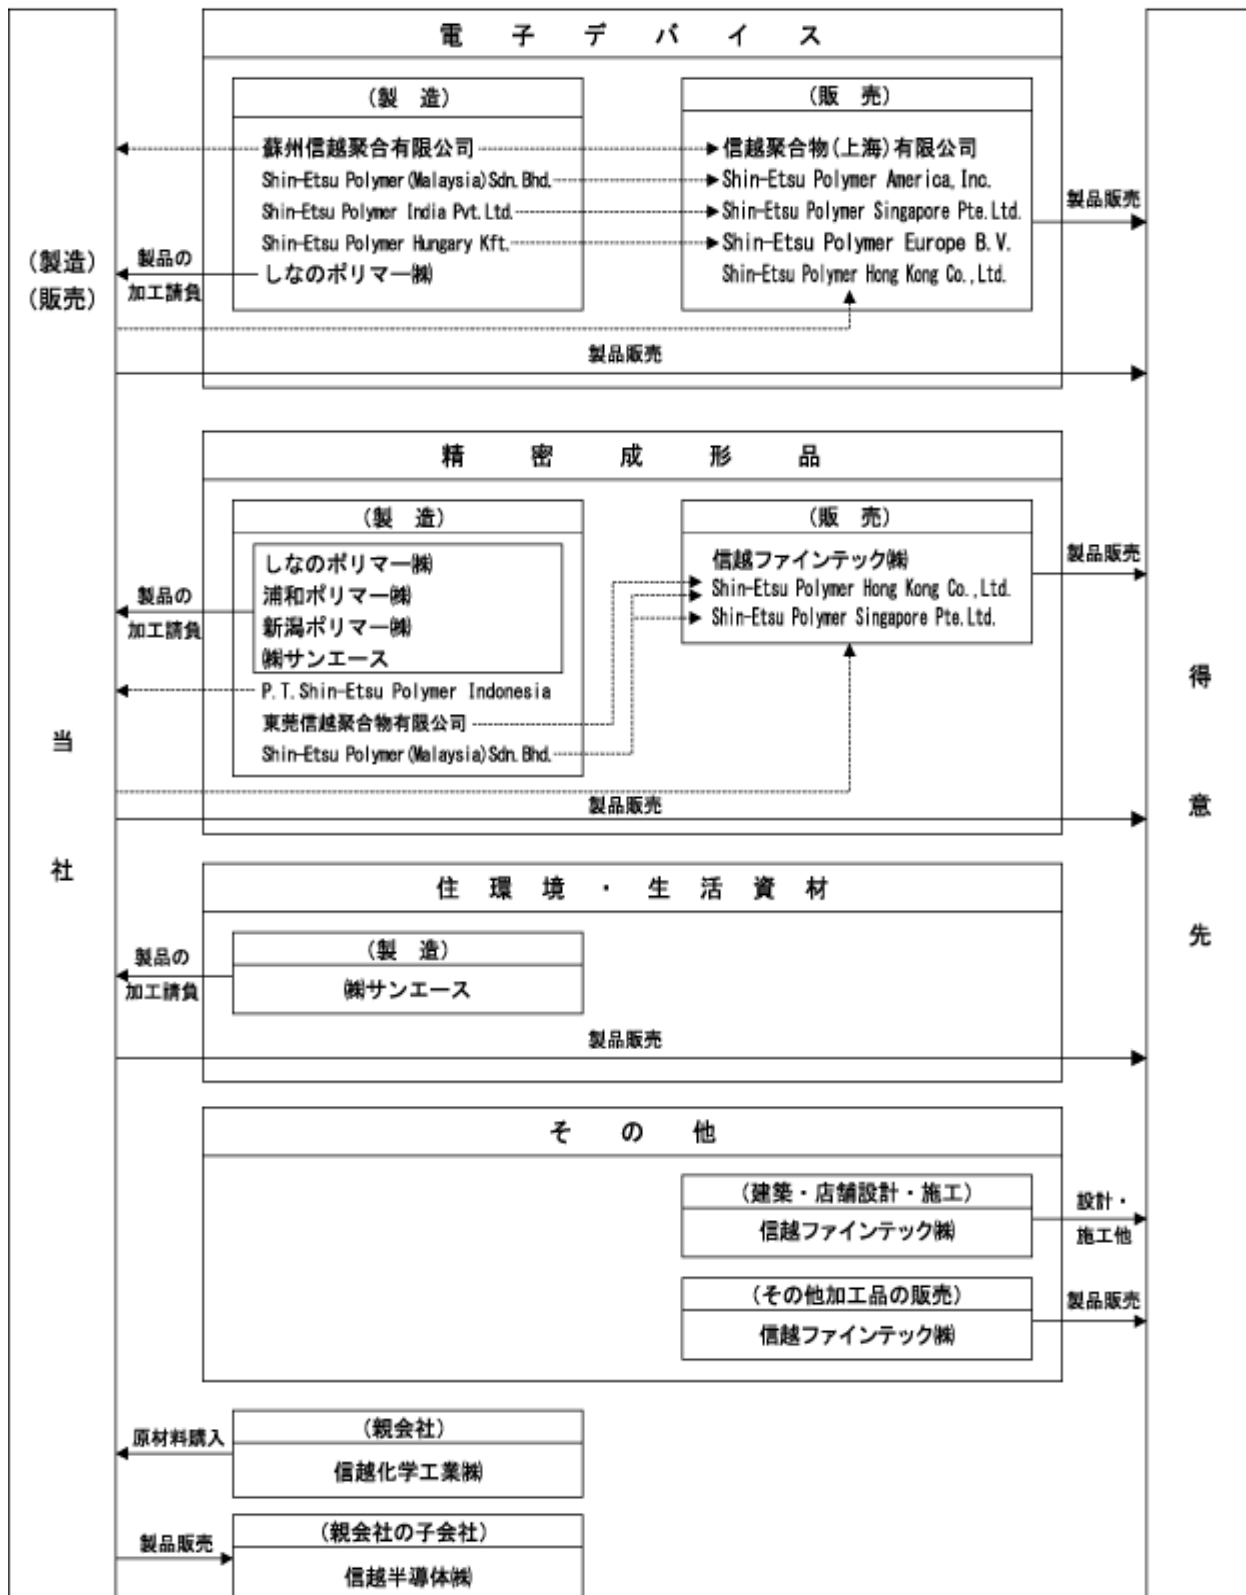 電子デバイス
(製造)
蘇州信越聚合有限公司
Shin-Etsu Polymer(Malaysia)Sdn.Bhd.
Shin-Etsu Polymer India Pvt.Ltd.
Shin-Etsu Polymer Hungary Kft.
しなのポリマー㈱
(販売)
信越聚合物(上海)有限公司
Shin-Etsu Polymer America,Inc.
Shin-Etsu Polymer Singapore Pte.Ltd.
Shin-Etsu Polymer Europe B.V.
Shin-Etsu Polymer Hong Kong Co.,Ltd.
製品販売
(製造)
(販売)
製品の
加工請負
製品販売
精密成形品
(製造)
しなのポリマー㈱
浦和ポリマー㈱
新潟ポリマー㈱
㈱サンエース
P.T.Shin-Etsu Polymer Indonesia
東莞信越聚合物有限公司
Shin-Etsu Polymer(Malaysia)Sdn.Bhd.
(販売)
信越ファインテック㈱
Shin-Etsu Polymer Hong Kong Co.,Ltd.
Shin-Etsu Polymer Singapore Pte.Ltd.
製品販売
製品の
加工請負
製品販売
当社
得意先
住環境・生活資材
(製造)
㈱サンエース
製品の
加工請負
製品販売
その他
(建築・店舗設計・施工)
信越ファインテック㈱
設計・
施工他
(その他加工品の販売)
信越ファインテック㈱
製品販売
原材料購入
(親会社)
信越化学工業㈱
製品販売
(親会社の子会社)
信越半導体㈱